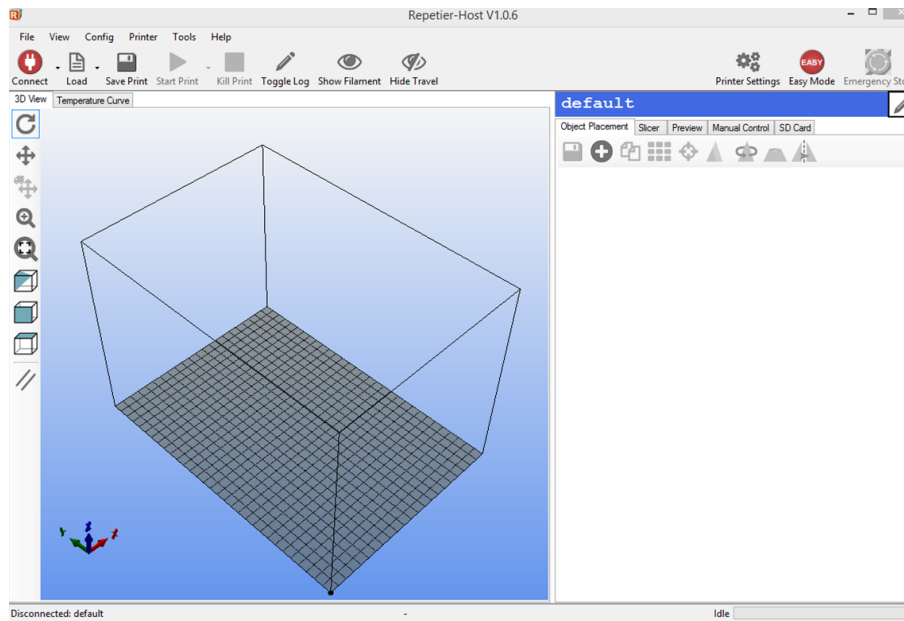 Repetier-Host V1.0.6
File View Config Printer Tools Help
Connect Load Save Print Start Print Kill Print Toggle Log Show Filament Hide Travel Printer Settings Easy Mode Emergency Sto
EASY
3D View Temperature Curve
default
Object Placement Slicer Preview Manual Control SD Card
Y Z X
Disconnected: default - Idle